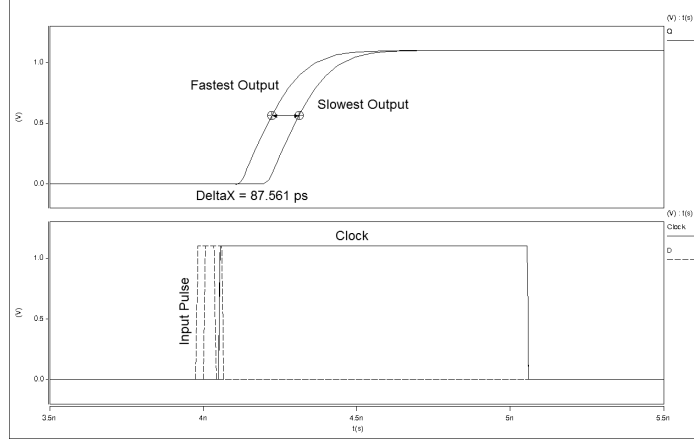 (V) : t(s)
Q
1.0
Fastest Output
Slowest Output
(V)
0.5
0.0
DeltaX = 87.561 ps
(V) : t(s)
Clock
Clock
D
1.0
Input Pulse
(V)
0.5
0.0
3.5n 4n 4.5n 5n 5.5n
t(s)